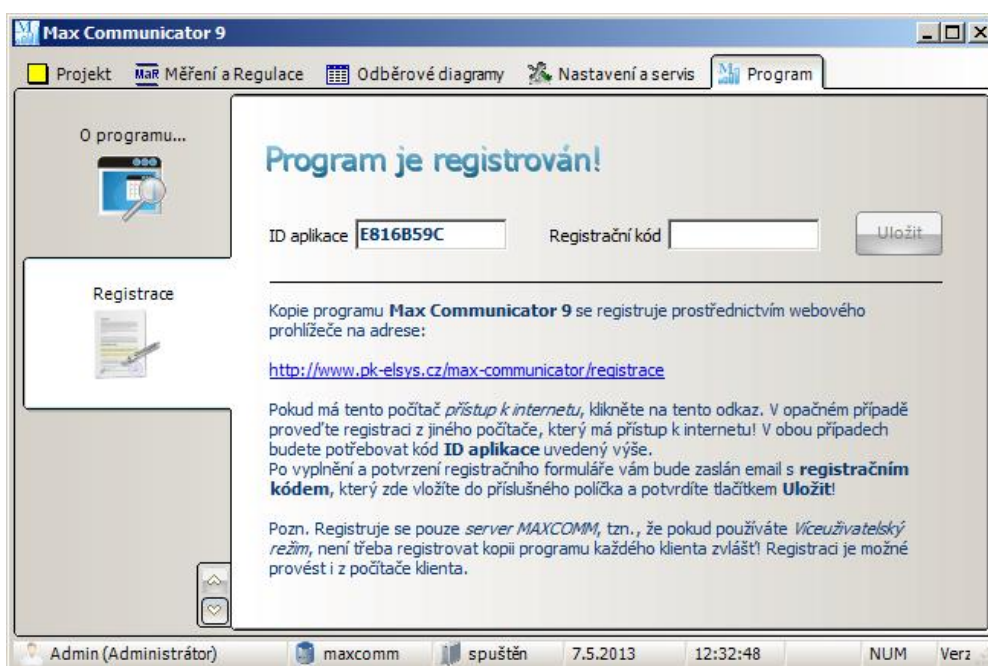 Max Communicator 9
Projekt MaR Měření a Regulace Odběrové diagramy Nastavení a servis Program
O programu...
Registrace
Program je registrován!
ID aplikace E816B59C Registrační kód Uložit
Kopie programu Max Communicator 9 se registruje prostřednictvím webového
prohlížeče na adrese:
http://www.pk-elsys.cz/max-communicator/registrace
Pokud má tento počítač přístup k internetu, klikněte na tento odkaz. V opačném případě
proveďte registraci z jiného počítače, který má přístup k internetu! V obou případech
budete potřebovat kód ID aplikace uvedený výše.
Po vyplnění a potvrzení registračního formuláře vám bude zaslán email s registračním
kódem, který zde vložíte do příslušného políčka a potvrdíte tlačítkem Uložit!
Pozn. Registruje se pouze server MAXCOMM, tzn., že pokud používáte Víceuživatelský
režim, není třeba registrovat kopii programu každého klienta zvlášť! Registraci je možné
provést i z počítače klienta.
Admin (Administrátor) maxcomm spuštěn 7.5.2013 12:32:48 NUM Verz